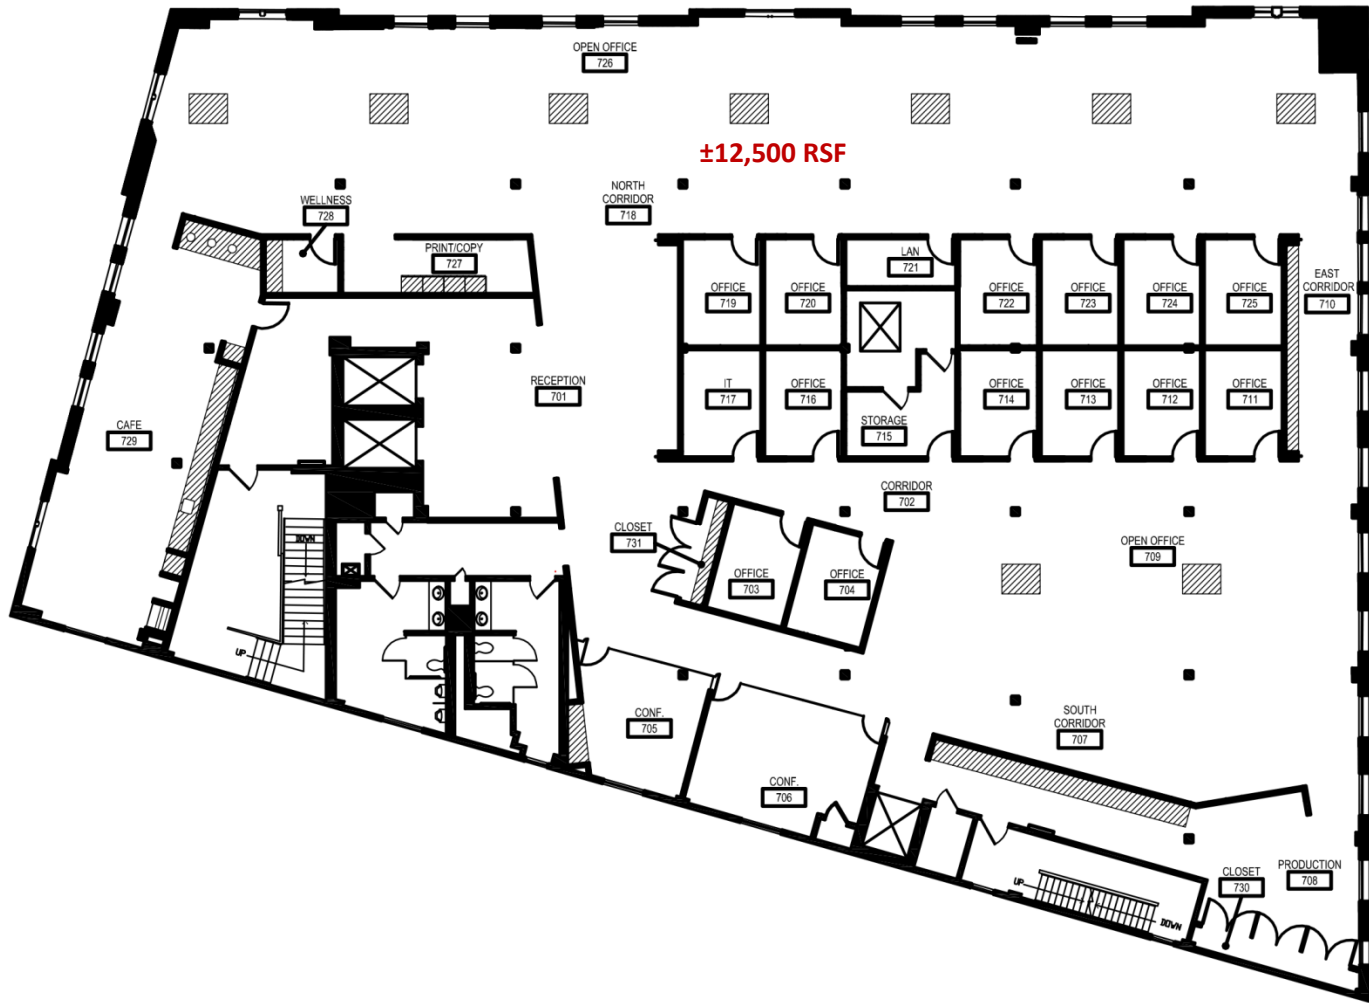 OPEN OFFICE
726
±12,500 RSF
WELLNESS
728
NORTH
CORRIDOR
718
PRINT/COPY
727
LAN
721
EAST
CORRIDOR
710
OFFICE
719
OFFICE
720
OFFICE
722
OFFICE
723
OFFICE
724
OFFICE
725
RECEPTION
701
IT
717
OFFICE
716
OFFICE
714
OFFICE
713
OFFICE
712
OFFICE
711
CAFE
729
STORAGE
715
CORRIDOR
702
CLOSET
731
OPEN OFFICE
709
DOWN
OFFICE
703
OFFICE
704
UP
CONF.
705
SOUTH
CORRIDOR
707
CONF.
706
CLOSET
730
PRODUCTION
708
UP
DOWN